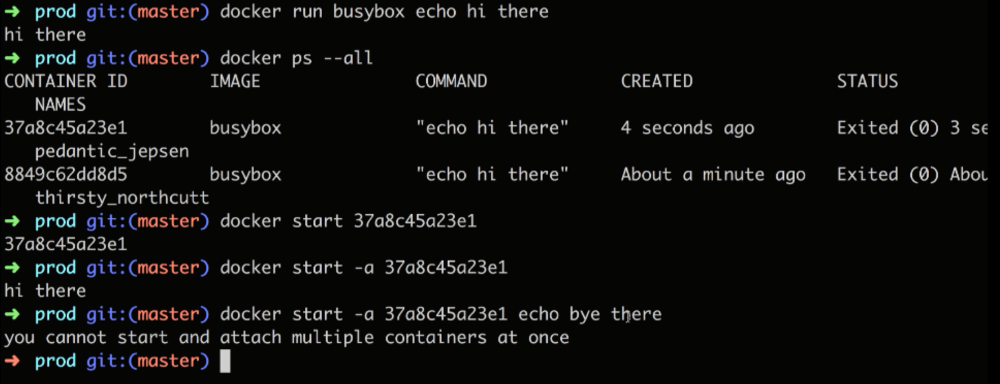 ➜ prod git:(master) docker run busybox echo hi there
hi there
➜ prod git:(master) docker ps --all
CONTAINER ID IMAGE COMMAND CREATED STATUS
NAMES
37a8c45a23e1 busybox "echo hi there" 4 seconds ago Exited (0) 3 se
pedantic_jepsen
8849c62dd8d5 busybox "echo hi there" About a minute ago Exited (0) Abou
thirsty_northcutt
➜ prod git:(master) docker start 37a8c45a23e1
37a8c45a23e1
➜ prod git:(master) docker start -a 37a8c45a23e1
hi there
➜ prod git:(master) docker start -a 37a8c45a23e1 echo bye there
you cannot start and attach multiple containers at once
➜ prod git:(master)